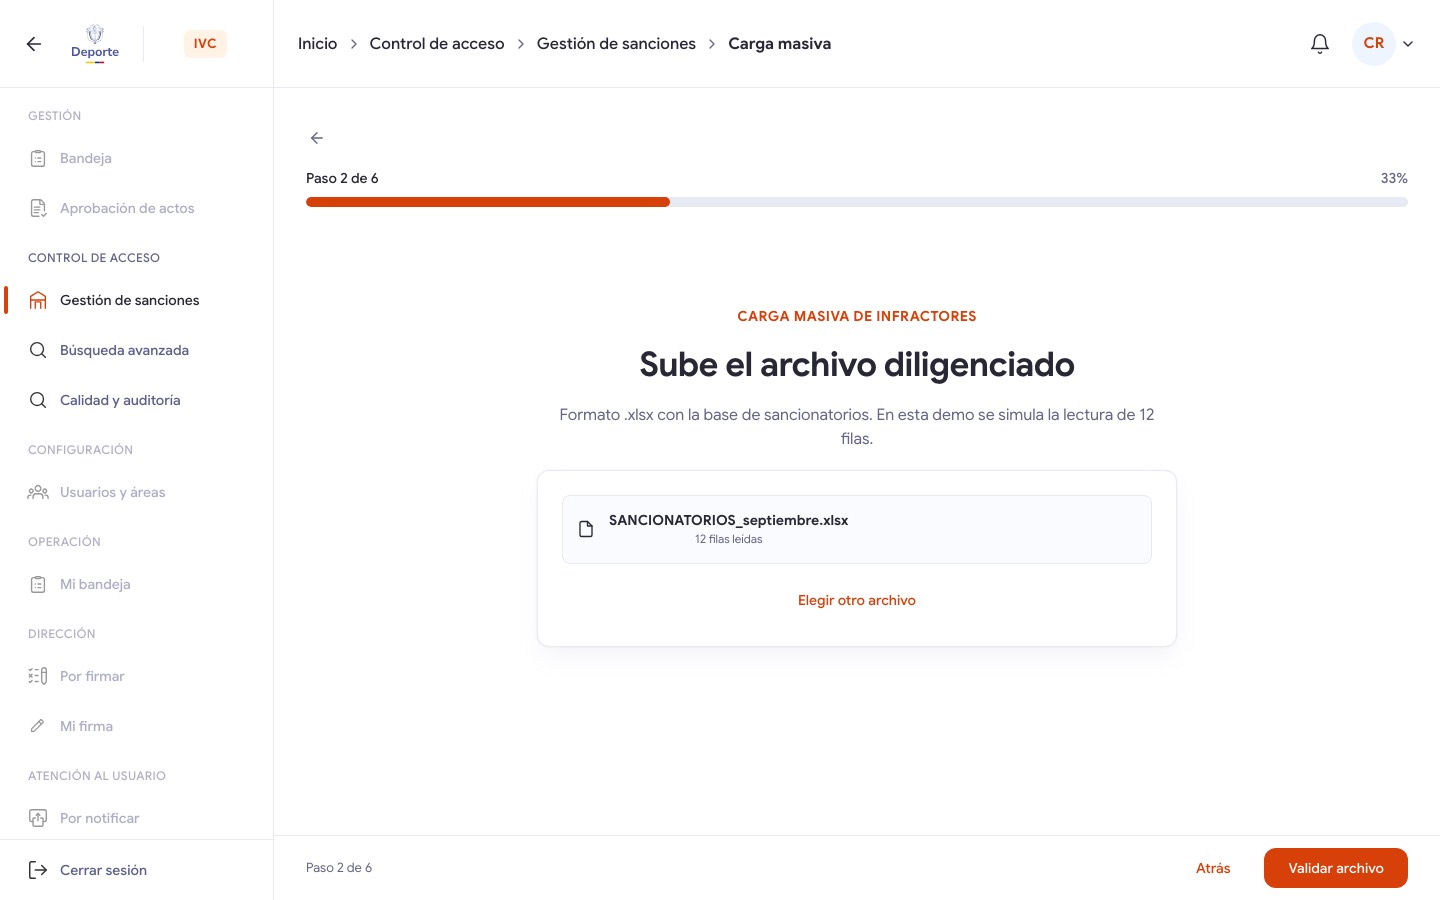 Deporte
IVC
Inicio > Control de acceso > Gestión de sanciones > Carga masiva
CR
GESTIÓN
Bandeja
Aprobación de actos
CONTROL DE ACCESO
Gestión de sanciones
Búsqueda avanzada
Calidad y auditoría
CONFIGURACIÓN
Usuarios y áreas
OPERACIÓN
Mi bandeja
DIRECCIÓN
Por firmar
Mi firma
ATENCIÓN AL USUARIO
Por notificar
Cerrar sesión
Paso 2 de 6
33%
CARGA MASIVA DE INFRACTORES
Sube el archivo diligenciado
Formato .xlsx con la base de sancionatorios. En esta demo se simula la lectura de 12
filas.
SANCIONATORIOS_septiembre.xlsx
12 filas leídas
Elegir otro archivo
Paso 2 de 6
Atrás
Validar archivo